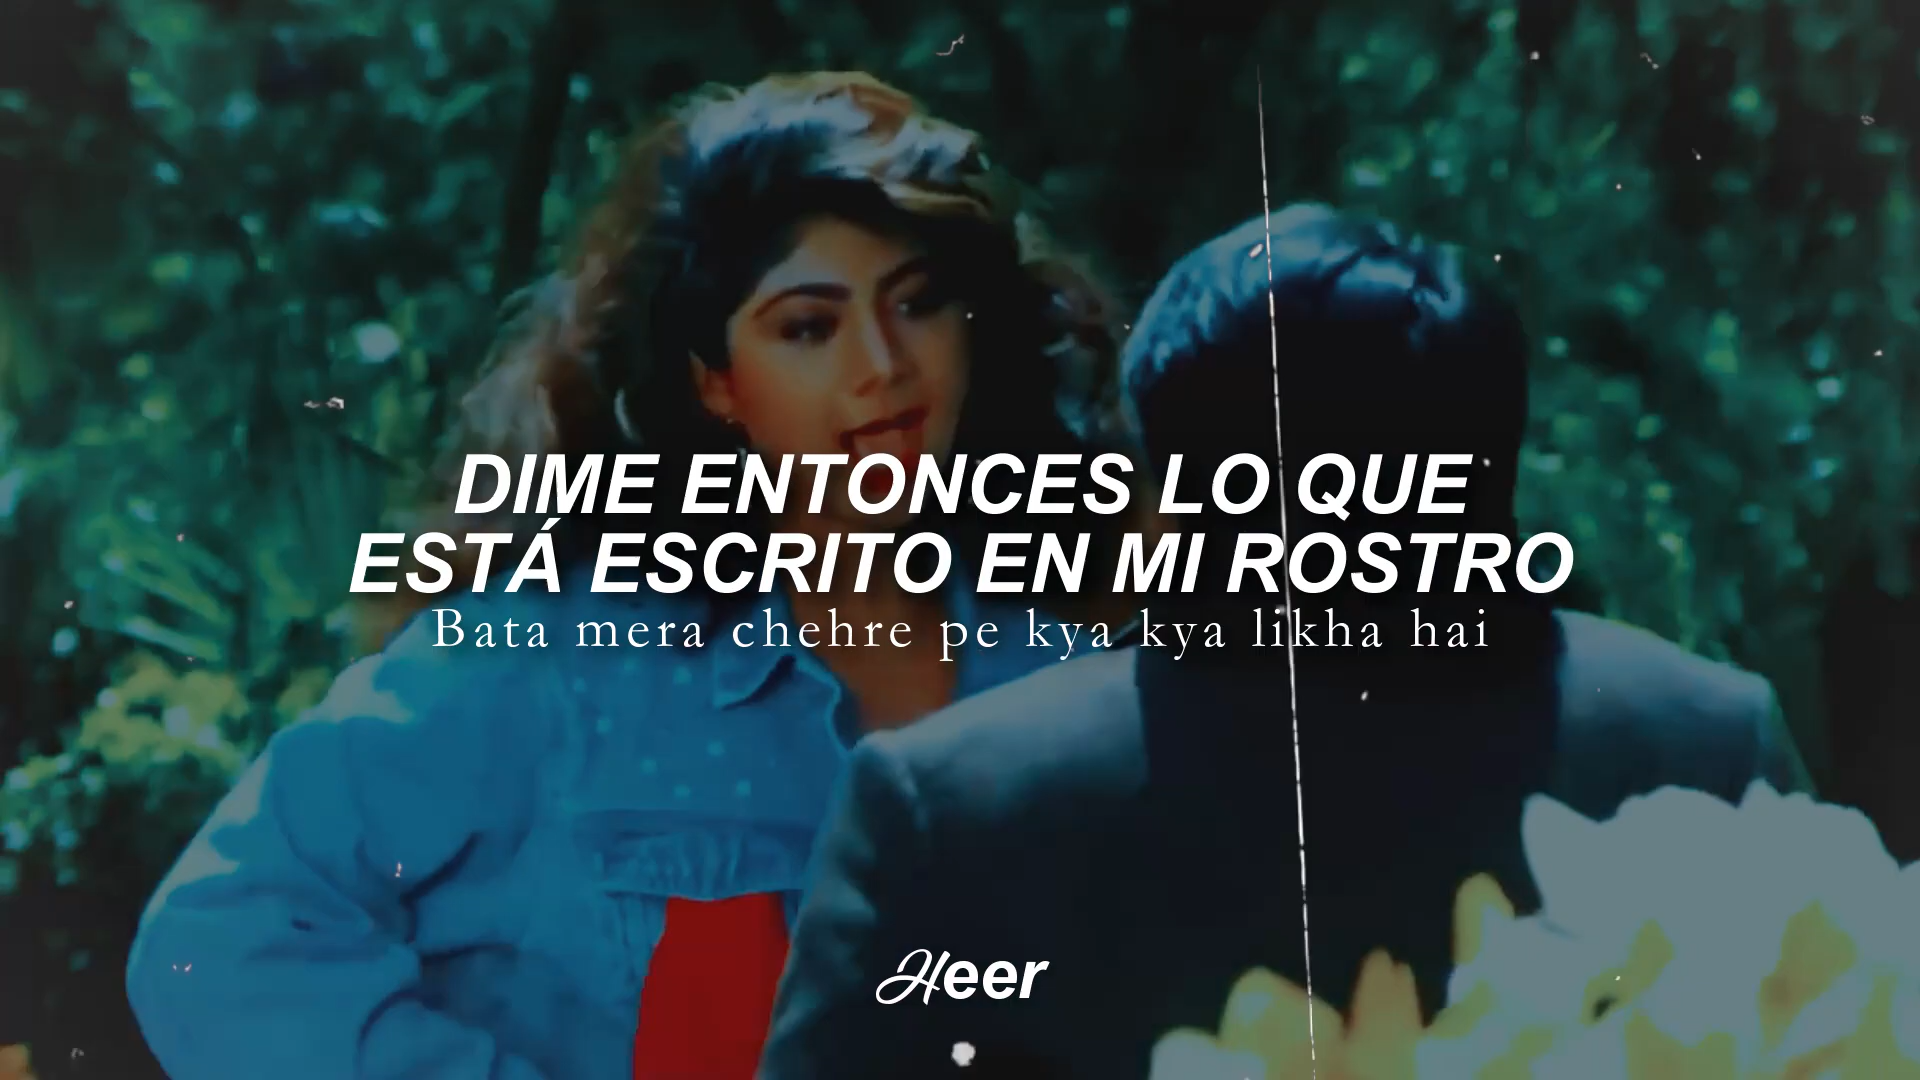 DIME ENTONCES LO QUE
ESTÁ ESCRITO EN MI ROSTRO
Bata mera chehre pe kya kya likha hai
Heer